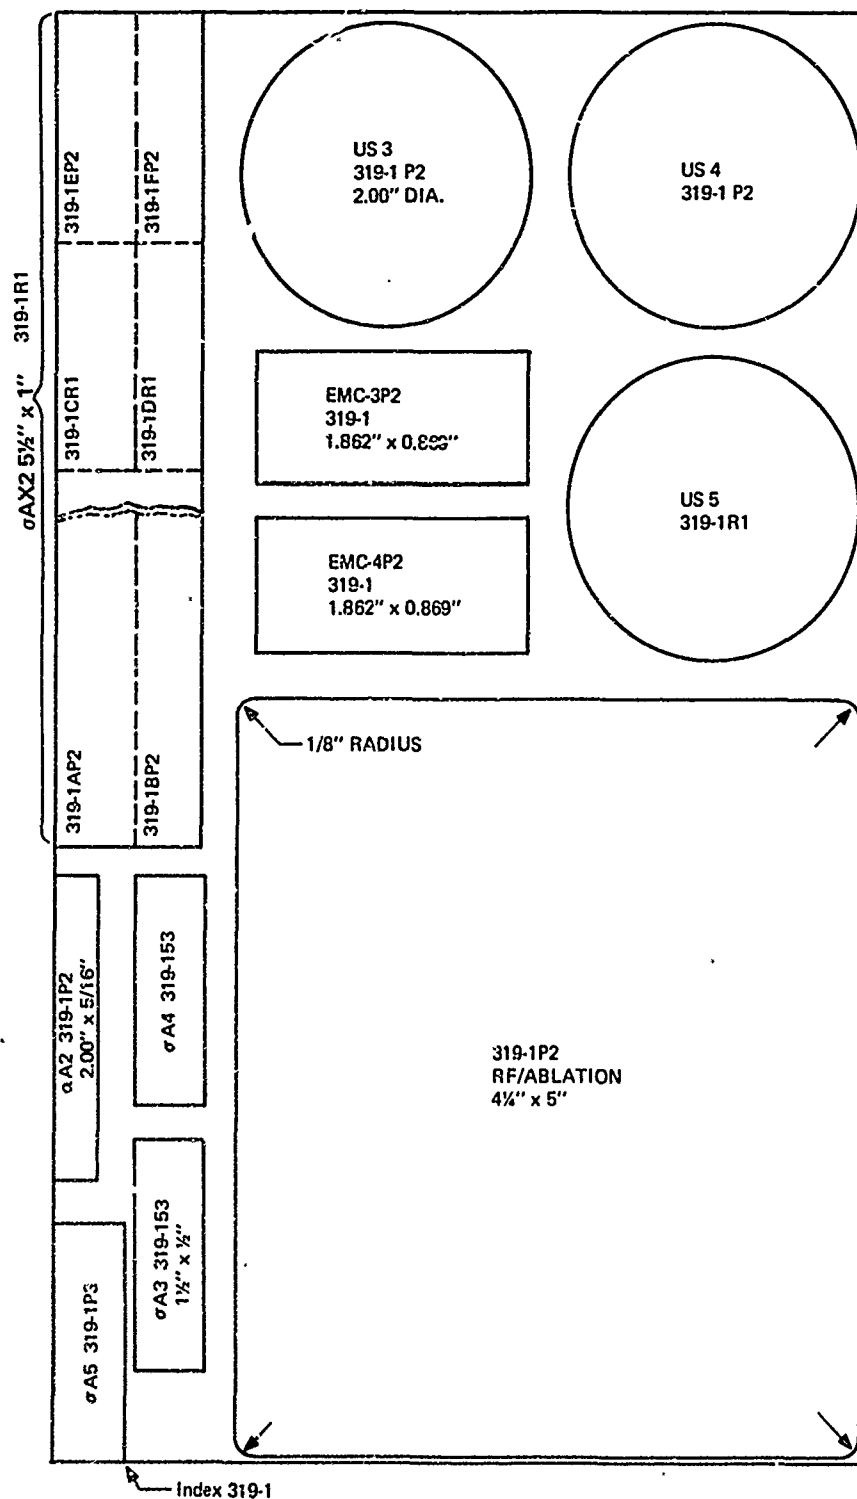 319-1EP2
319-1FP2
US 3
319-1 P2
2.00" DIA.
US 4
319-1 P2
σAX2 5½" x 1" 319-1R1
319-1CR1
319-1DR1
EMC-3P2
319-1
1.862" x 0.869"
US 5
319-1R1
EMC-4P2
319-1
1.862" x 0.869"
319-1AP2
319-1BP2
1/8" RADIUS
σA2 319-1P2
2.00" x 5/16"
σA4 319-153
319-1P2
RF/ABLATION
4¼" x 5"
σA3 319-153
1½" x ½"
σA5 319-1P3
Index 319-1